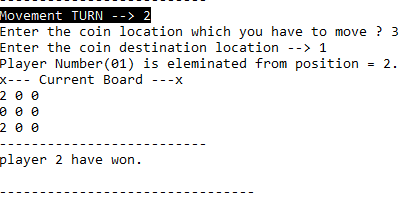 ---------------------------
Movement TURN --> 2
Enter the coin location which you have to move ? 3
Enter the coin destination location --> 1
Player Number(01) is eleminated from position = 2.
x--- Current Board ---x
2 0 0
0 0 0
2 0 0
---------------------------
player 2 have won.
---------------------------------